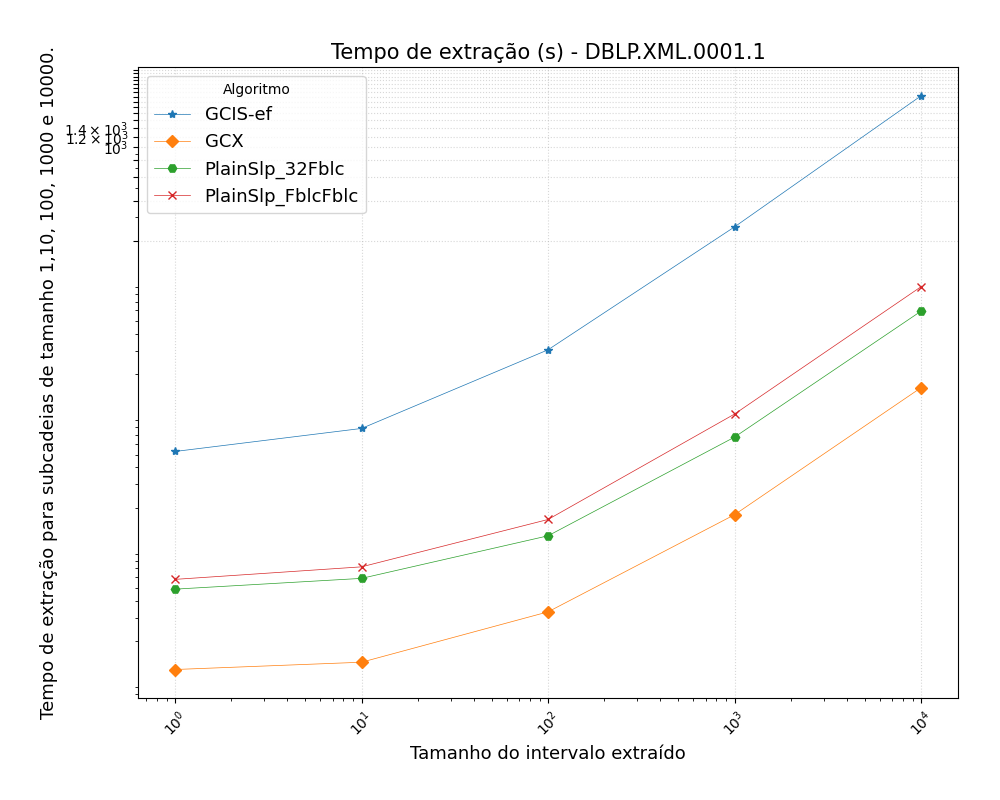 Tempo de extração (s) - DBLP.XML.0001.1
Tempo de extração para subcadeias de tamanho 1,10, 100, 1000 e 10000.
1.4 × 10³
1.2 × 10³
10³
Algoritmo
GCIS-ef
GCX
PlainSlp_32Fblc
PlainSlp_FblcFblc
10⁰
10¹
10²
10³
10⁴
Tamanho do intervalo extraído